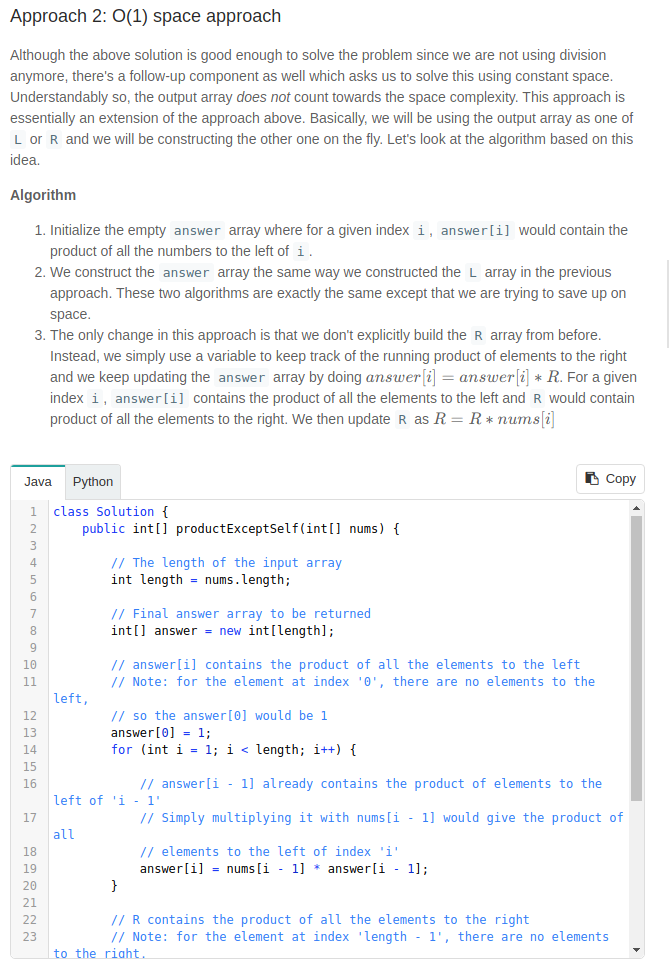 Approach 2: O(1) space approach
Although the above solution is good enough to solve the problem since we are not using division
anymore, there's a follow-up component as well which asks us to solve this using constant space.
Understandably so, the output array does not count towards the space complexity. This approach is
essentially an extension of the approach above. Basically, we will be using the output array as one of
L or R and we will be constructing the other one on the fly. Let's look at the algorithm based on this
idea.
Algorithm
1. Initialize the empty answer array where for a given index i , answer[i] would contain the
product of all the numbers to the left of i .
2. We construct the answer array the same way we constructed the L array in the previous
approach. These two algorithms are exactly the same except that we are trying to save up on
space.
3. The only change in this approach is that we don't explicitly build the R array from before.
Instead, we simply use a variable to keep track of the running product of elements to the right
and we keep updating the answer array by doing answer[i] = answer[i] ∗ R. For a given
index i , answer[i] contains the product of all the elements to the left and R would contain
product of all the elements to the right. We then update R as R = R ∗ nums[i]
Java Python Copy
1 class Solution {
2 public int[] productExceptSelf(int[] nums) {
3
4 // The length of the input array
5 int length = nums.length;
6
7 // Final answer array to be returned
8 int[] answer = new int[length];
9
10 // answer[i] contains the product of all the elements to the left
11 // Note: for the element at index '0', there are no elements to the
left,
12 // so the answer[0] would be 1
13 answer[0] = 1;
14 for (int i = 1; i < length; i++) {
15
16 // answer[i - 1] already contains the product of elements to the
left of 'i - 1'
17 // Simply multiplying it with nums[i - 1] would give the product of
all
18 // elements to the left of index 'i'
19 answer[i] = nums[i - 1] * answer[i - 1];
20 }
21
22 // R contains the product of all the elements to the right
23 // Note: for the element at index 'length - 1', there are no elements
to the right,